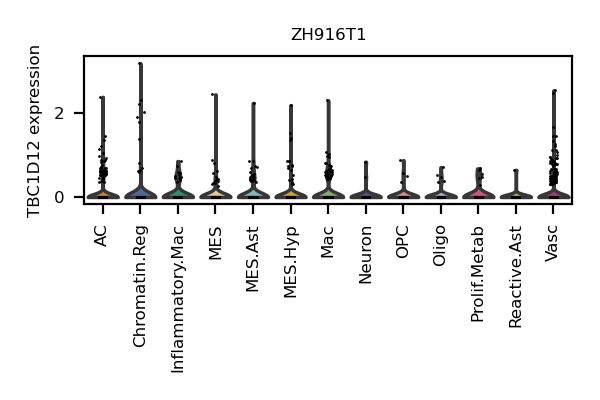 ZH916T1
TBC1D12 expression
2
0
AC
Chromatin.Reg
Inflammatory.Mac
MES
MES.Ast
MES.Hyp
Mac
Neuron
OPC
Oligo
Prolif.Metab
Reactive.Ast
Vasc